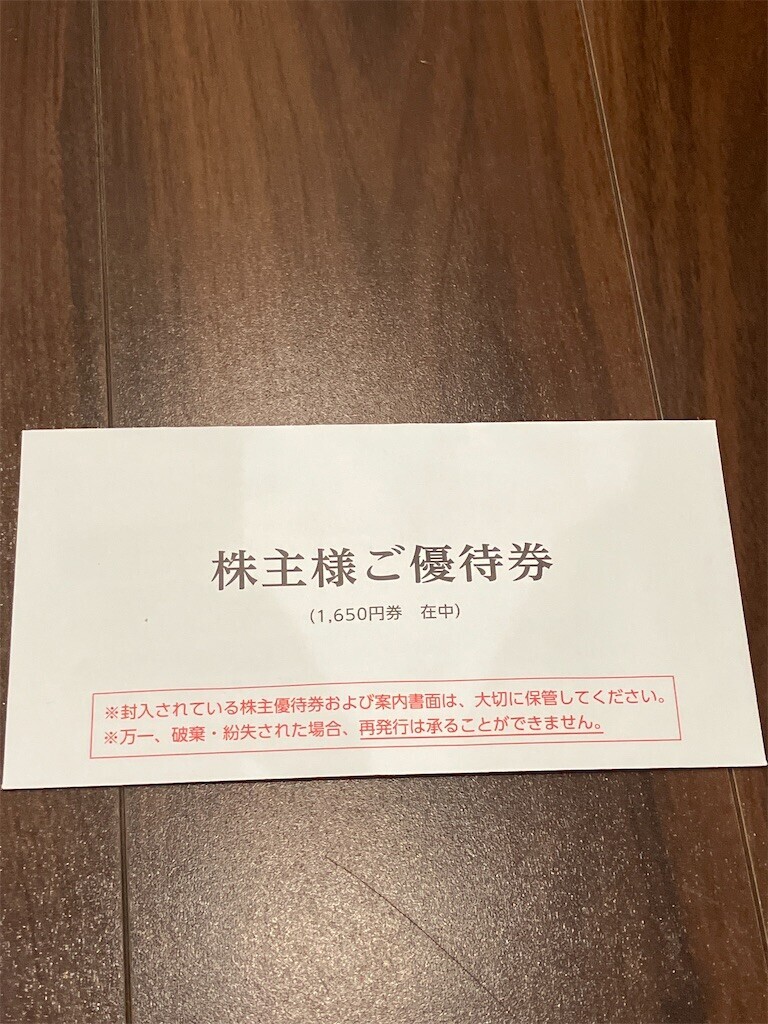 株主様ご優待券
(1,650円券 在中)
※封入されている株主優待券および案内書面は、大切に保管してください。
※万一、破棄・紛失された場合、再発行は承ることができません。